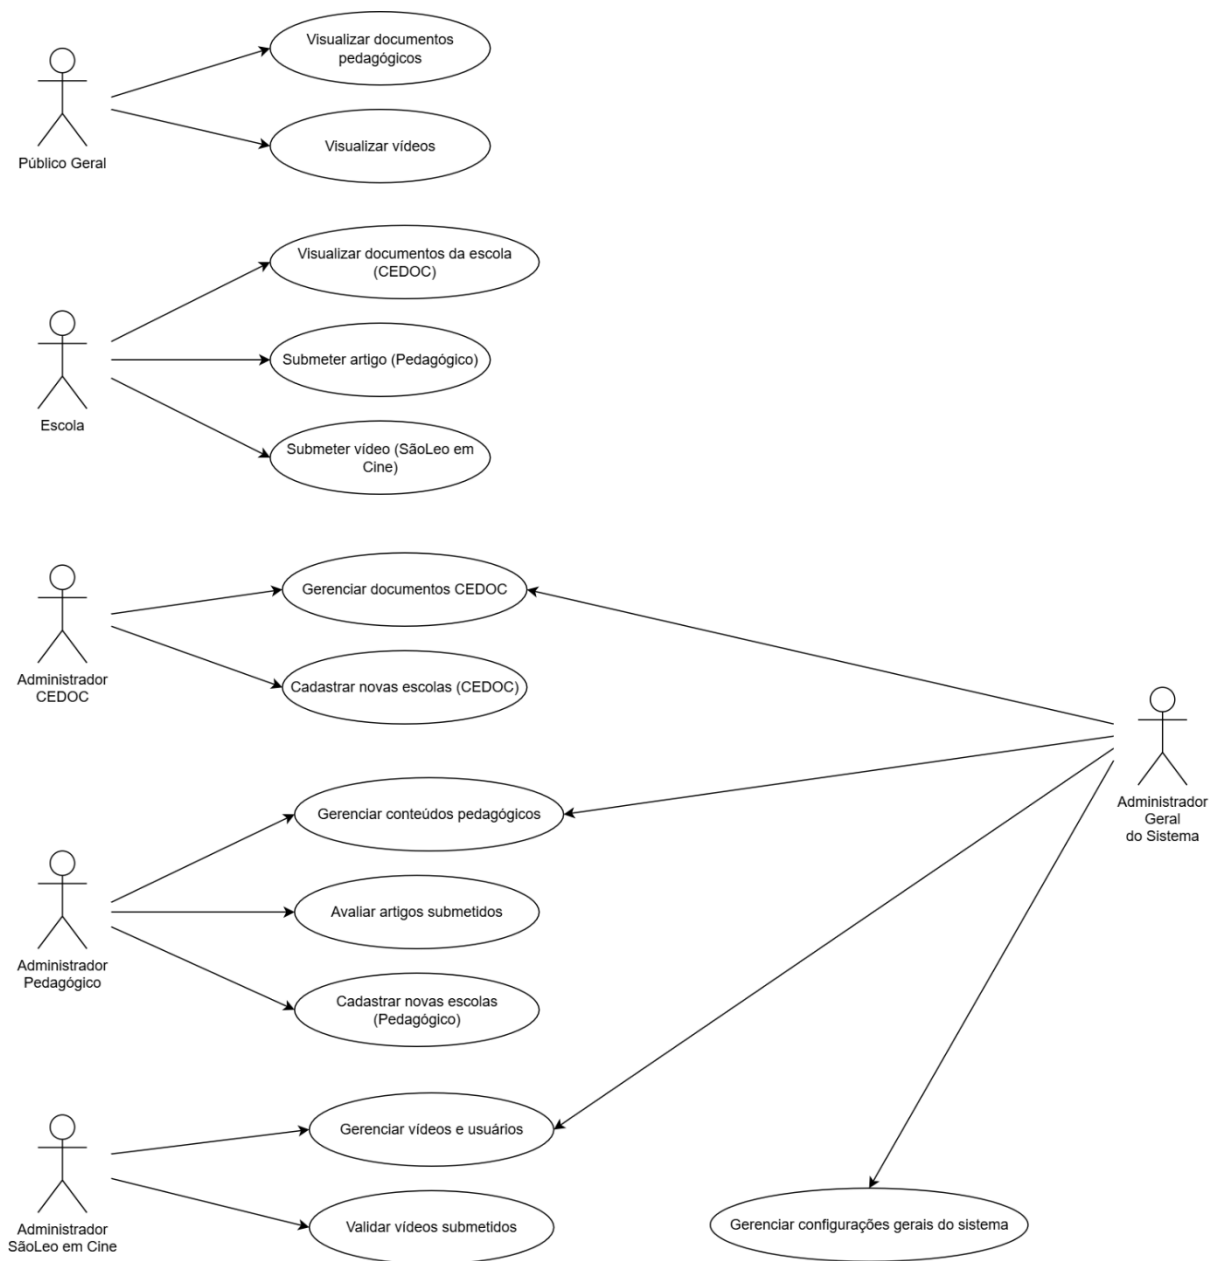 Visualizar documentos
pedagógicos
Visualizar vídeos
Público Geral
Visualizar documentos da escola
(CEDOC)
Submeter artigo (Pedagógico)
Escola
Submeter vídeo (SãoLeo em
Cine)
Gerenciar documentos CEDOC
Administrador
CEDOC
Cadastrar novas escolas (CEDOC)
Administrador
Geral
do Sistema
Gerenciar conteúdos pedagógicos
Avaliar artigos submetidos
Administrador
Pedagógico
Cadastrar novas escolas
(Pedagógico)
Gerenciar vídeos e usuários
Validar vídeos submetidos
Administrador
SãoLeo em Cine
Gerenciar configurações gerais do sistema